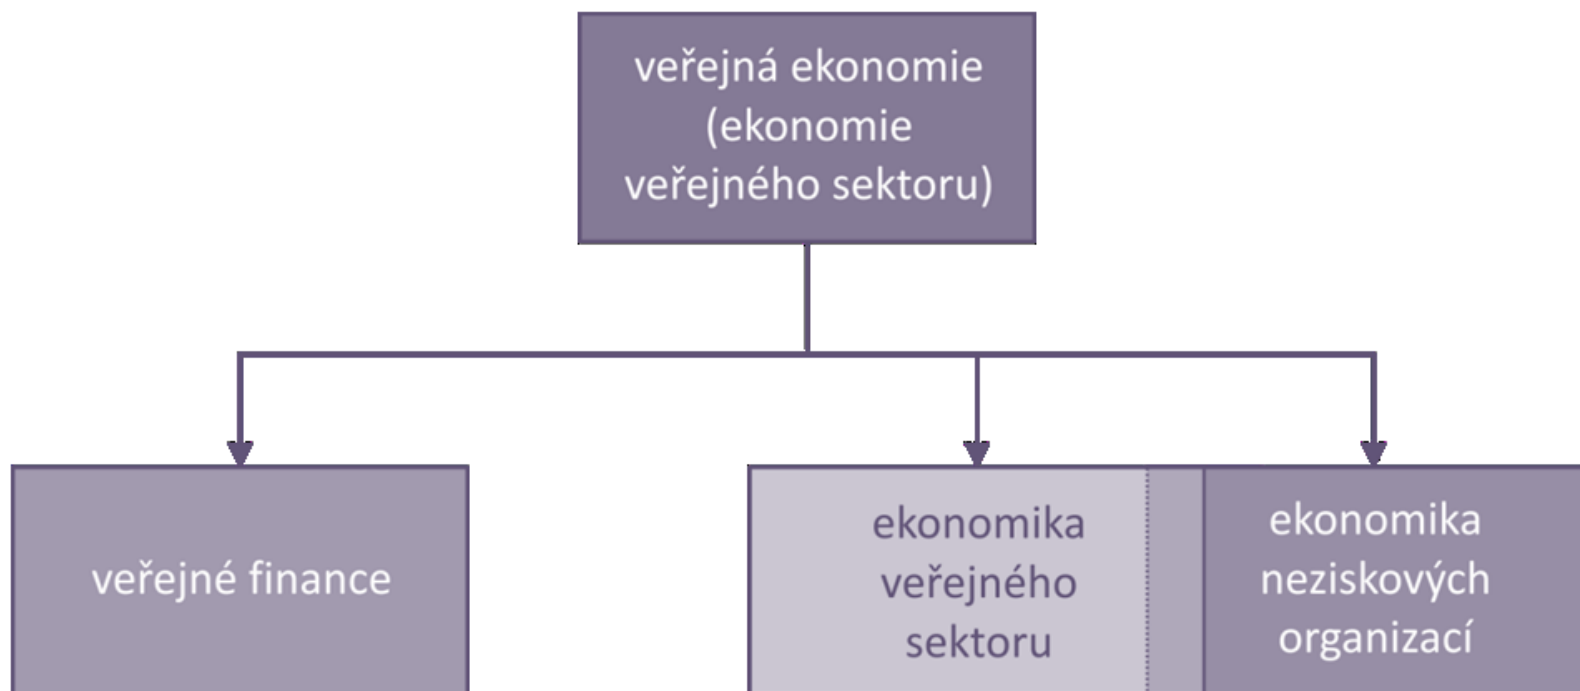 veřejná ekonomie
(ekonomie
veřejného sektoru)
veřejné finance
ekonomika
veřejného
sektoru
ekonomika
neziskových
organizací